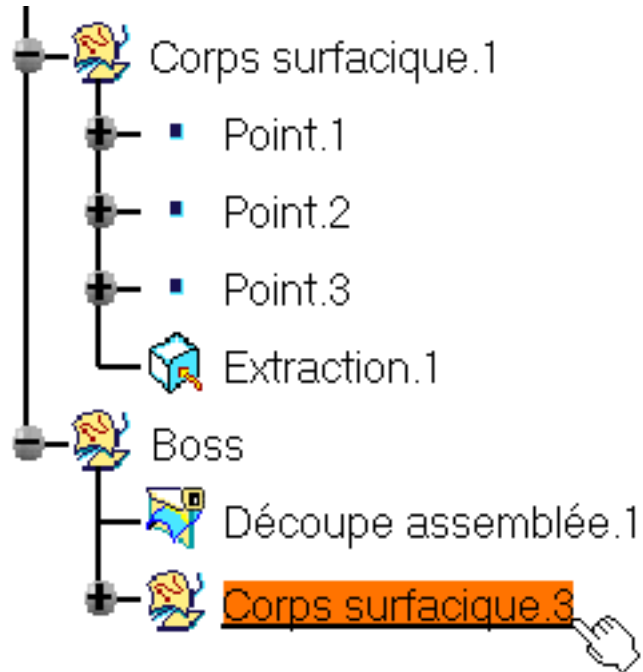 Corps surfacique.1
Point.1
Point.2
Point.3
Extraction.1
Boss
Découpe assemblée.1
Corps surfacique.3